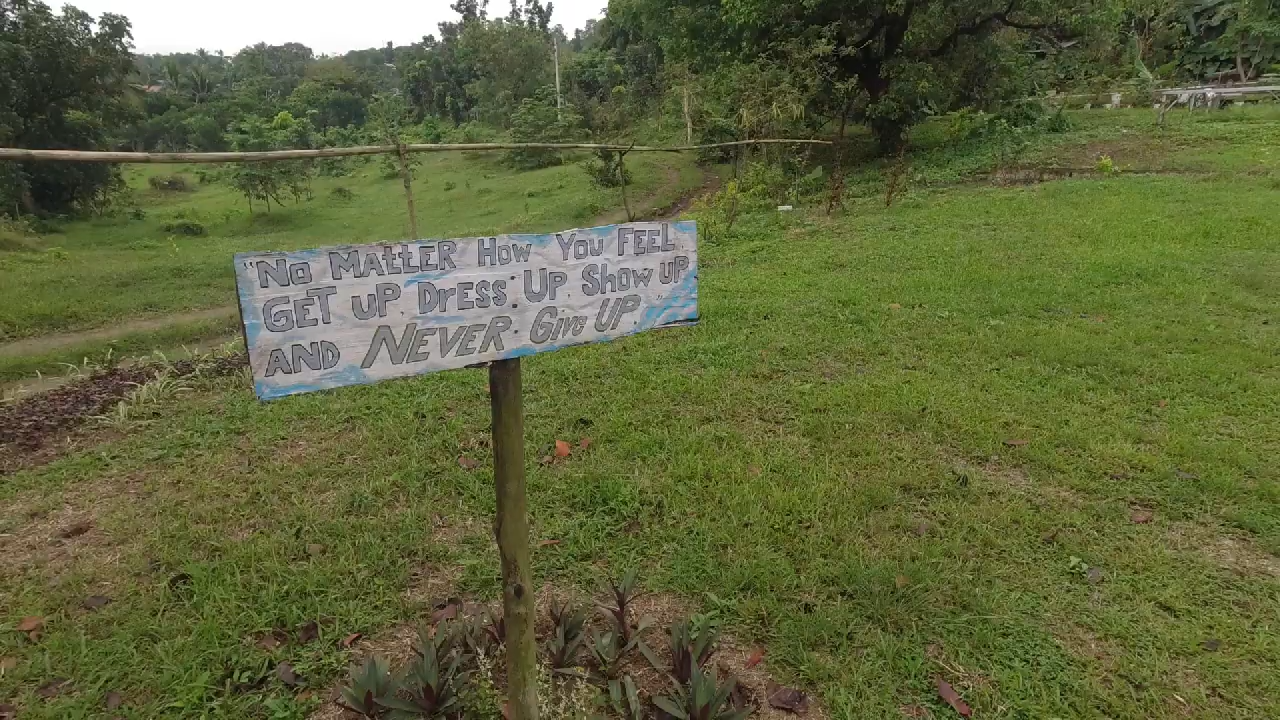 "No MAttER How You FEEL
GET uP, DrESS UP, Show uP
AND NEVER Give UP"